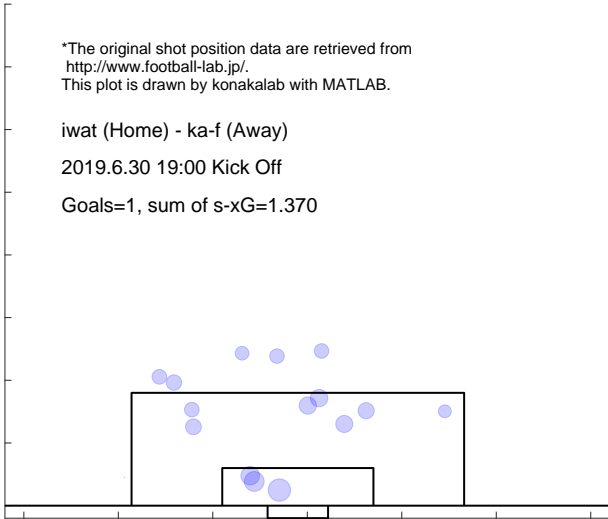 *The original shot position data are retrieved from
http://www.football-lab.jp/.
This plot is drawn by konakalab with MATLAB.
iwat (Home) - ka-f (Away)
2019.6.30 19:00 Kick Off
Goals=1, sum of s-xG=1.370